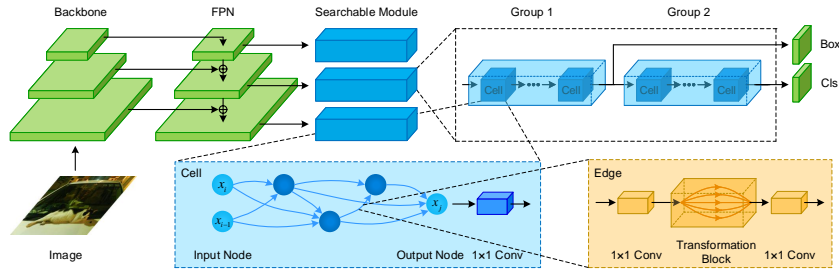 Backbone
FPN
Searchable Module
Group 1
Group 2
Box
Cls
Cell
Cell
Cell
Cell
Image
Cell
x_i
x_{i-1}
x_j
Input Node
Output Node
1×1 Conv
Edge
1×1 Conv
Transformation
Block
1×1 Conv